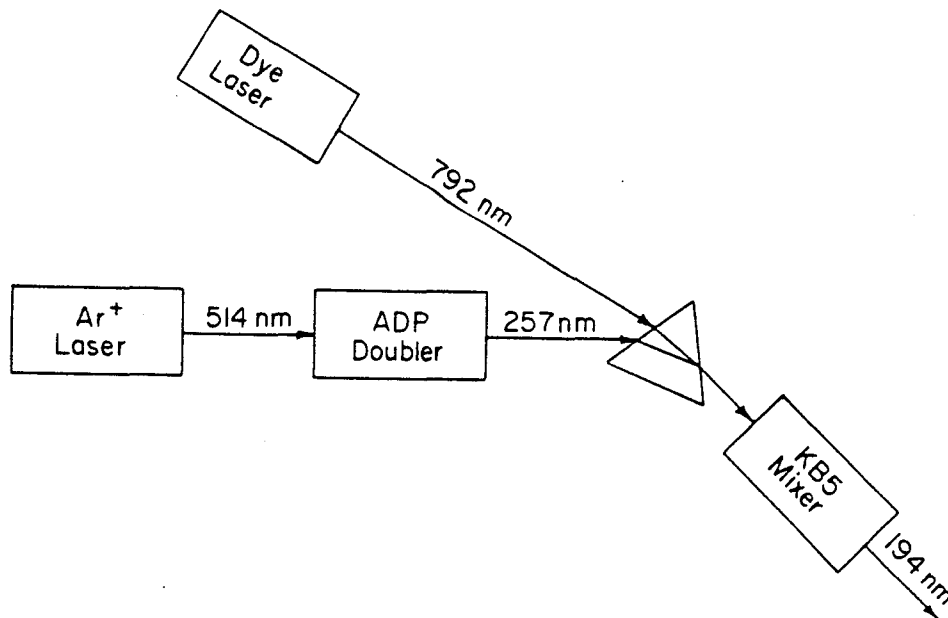 Dye
Laser
792 nm
Ar+
Laser
514 nm
ADP
Doubler
257nm
KB5
Mixer
194 nm